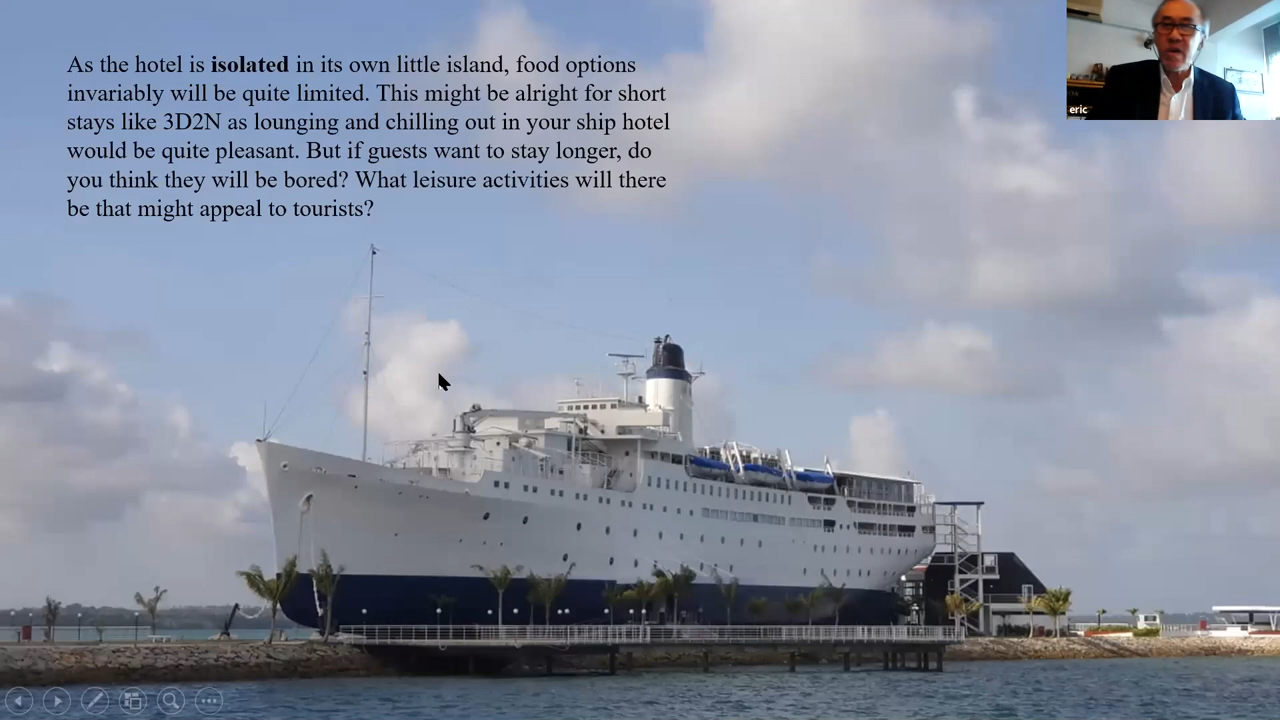 As the hotel is isolated in its own little island, food options
invariably will be quite limited. This might be alright for short
stays like 3D2N as lounging and chilling out in your ship hotel
would be quite pleasant. But if guests want to stay longer, do
you think they will be bored? What leisure activities will there
be that might appeal to tourists?
eric